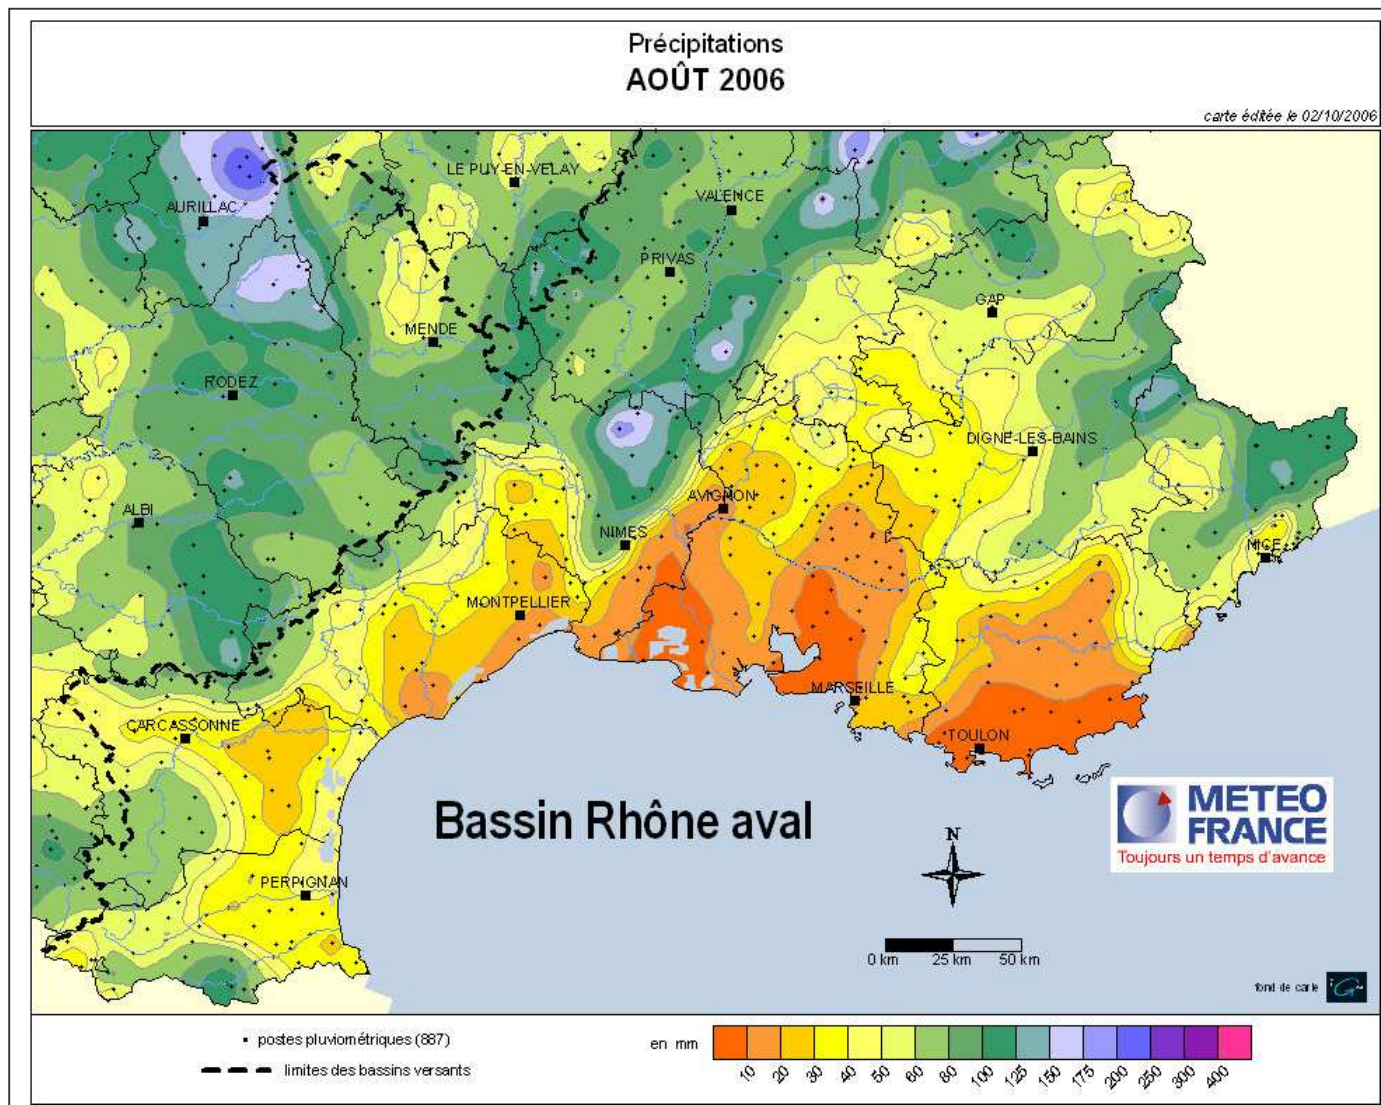 Précipitations
AOÛT 2006
carte éditée le 02/10/2006
LE PUY-EN-VELAY
AURILLAC
VALENCE
PRIVAS
GAP
MENDE
RODEZ
DIGNE-LES-BAINS
AVIGNON
ALBI
NIMES
NICE
MONTPELLIER
MARSEILLE
CARCASSONNE
TOULON
METEO
FRANCE
Toujours un temps d'avance
Bassin Rhône aval
N
PERPIGNAN
0 km 25 km 50 km
fond de carte iGn
postes pluviométriques (887)
en mm
limites des bassins versants
10 20 30 40 50 60 80 100 125 150 175 200 250 300 400